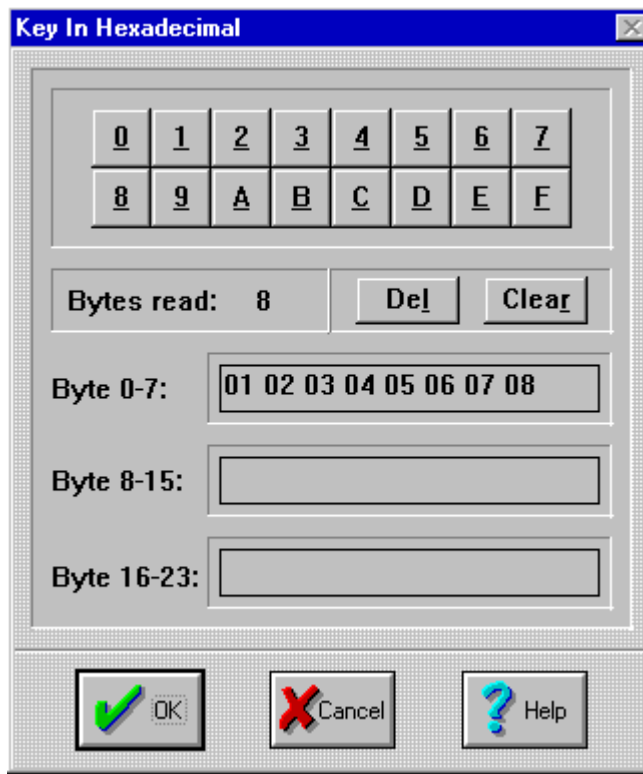 Key In Hexadecimal
0 1 2 3 4 5 6 7
8 9 A B C D E F
Bytes read: 8 Del Clear
Byte 0-7: 01 02 03 04 05 06 07 08
Byte 8-15:
Byte 16-23:
OK Cancel Help